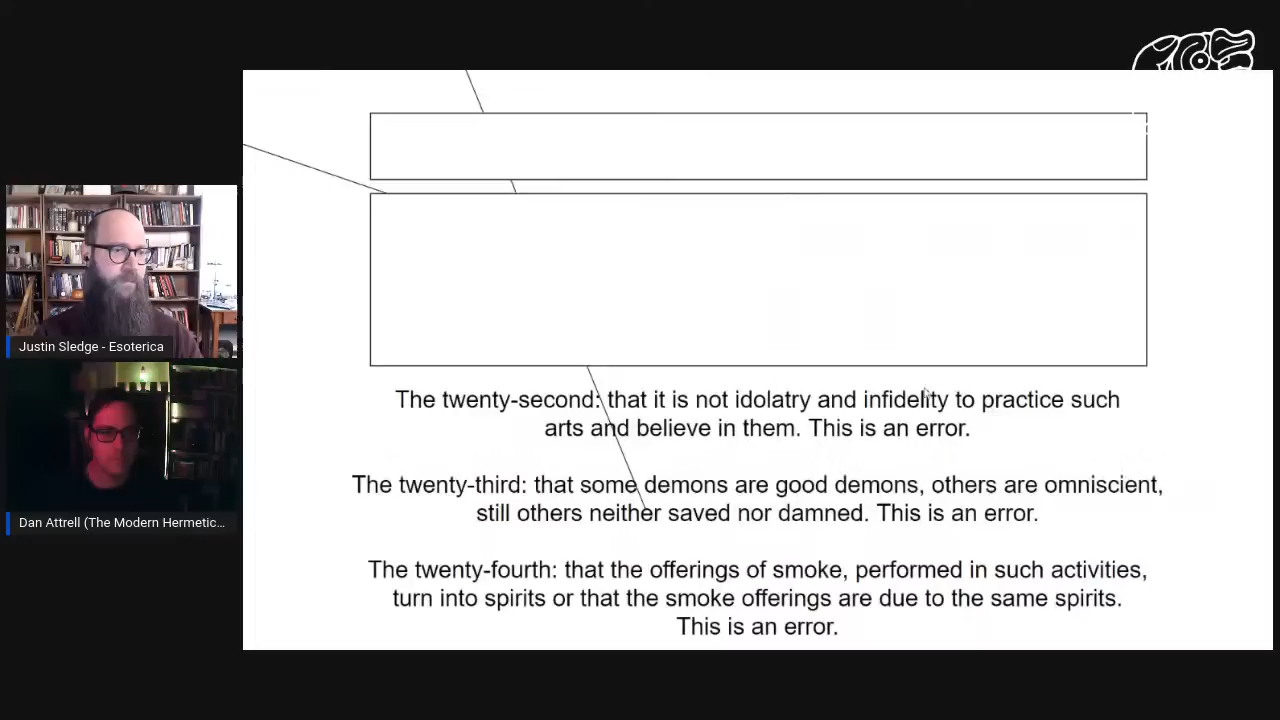 The twenty-second: that it is not idolatry and infidelity to practice such
arts and believe in them. This is an error.
The twenty-third: that some demons are good demons, others are omniscient,
still others neither saved nor damned. This is an error.
The twenty-fourth: that the offerings of smoke, performed in such activities,
turn into spirits or that the smoke offerings are due to the same spirits.
This is an error.
Justin Sledge - Esoterica
Dan Attrell (The Modern Hermetic...